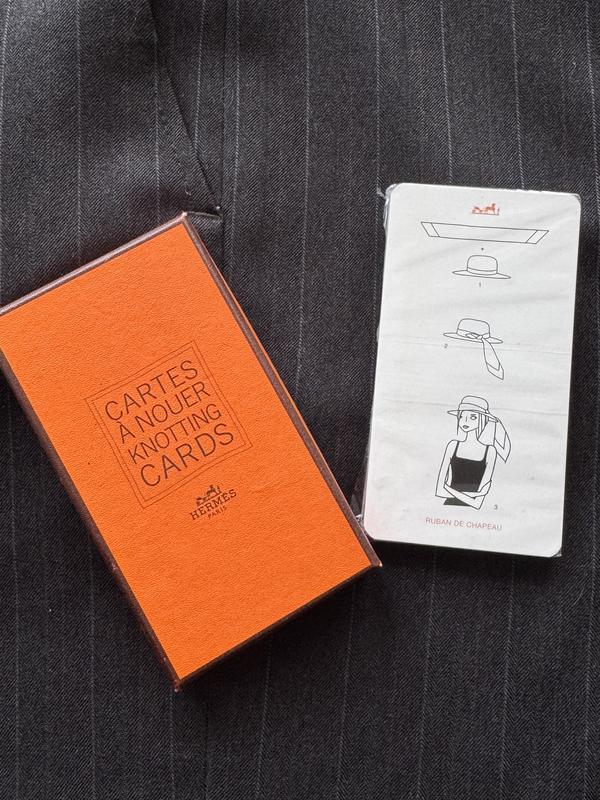 CARTES
À NOUER
KNOTTING
CARDS
HERMÈS
PARIS
1
2
3
RUBAN DE CHAPEAU